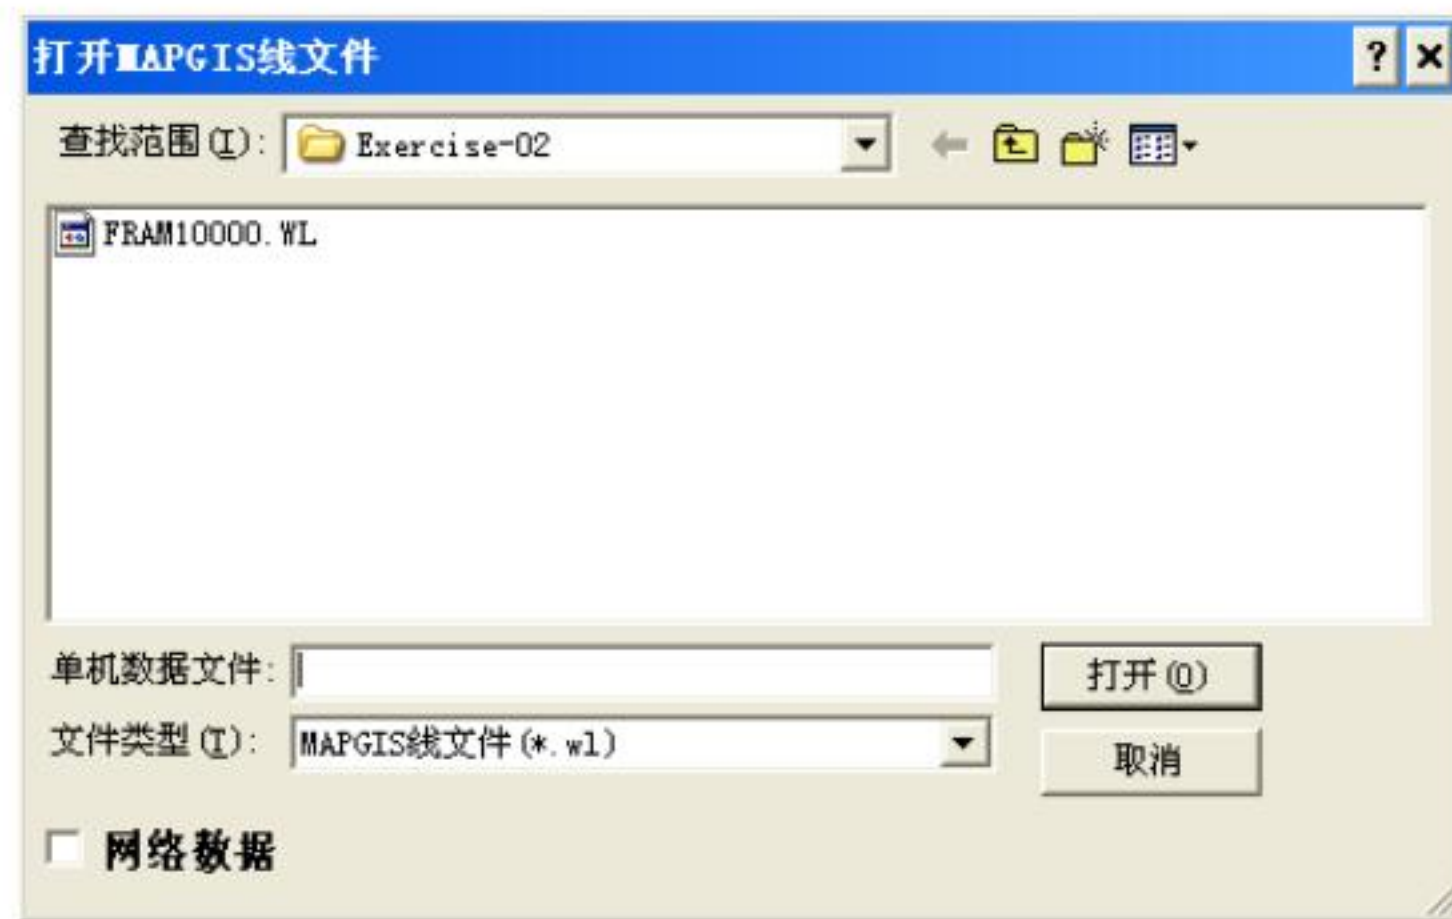 打开MAPGIS线文件
查找范围(I): Exercise-02
FRAM10000.WL
单机数据文件: 打开(O)
文件类型(T): MAPGIS线文件(*.wl) 取消
网络数据